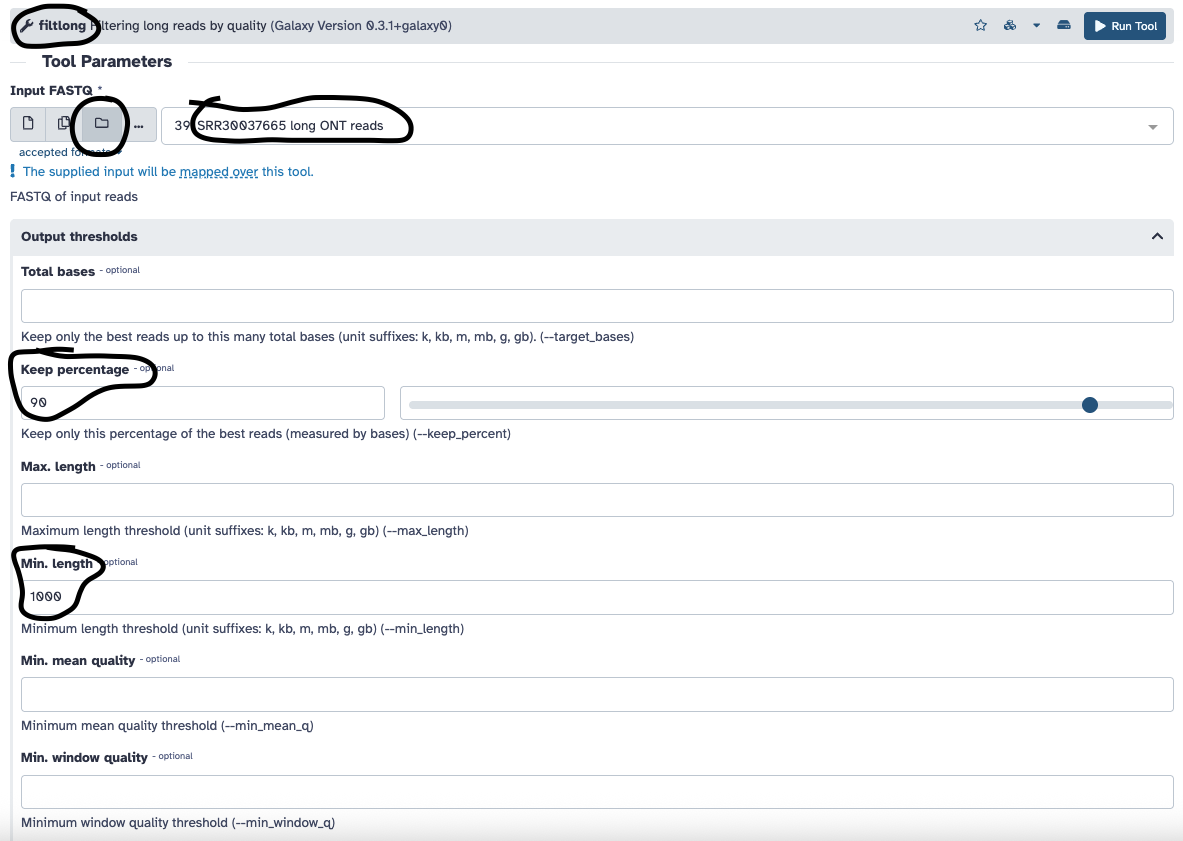 filtlong Filtering long reads by quality (Galaxy Version 0.3.1+galaxy0)
Run Tool
Tool Parameters
Input FASTQ *
... 39: SRR30037665 long ONT reads
accepted formats
! The supplied input will be mapped over this tool.
FASTQ of input reads
Output thresholds
Total bases - optional
Keep only the best reads up to this many total bases (unit suffixes: k, kb, m, mb, g, gb). (--target_bases)
Keep percentage - optional
90
Keep only this percentage of the best reads (measured by bases) (--keep_percent)
Max. length - optional
Maximum length threshold (unit suffixes: k, kb, m, mb, g, gb) (--max_length)
Min. length - optional
1000
Minimum length threshold (unit suffixes: k, kb, m, mb, g, gb) (--min_length)
Min. mean quality - optional
Minimum mean quality threshold (--min_mean_q)
Min. window quality - optional
Minimum window quality threshold (--min_window_q)